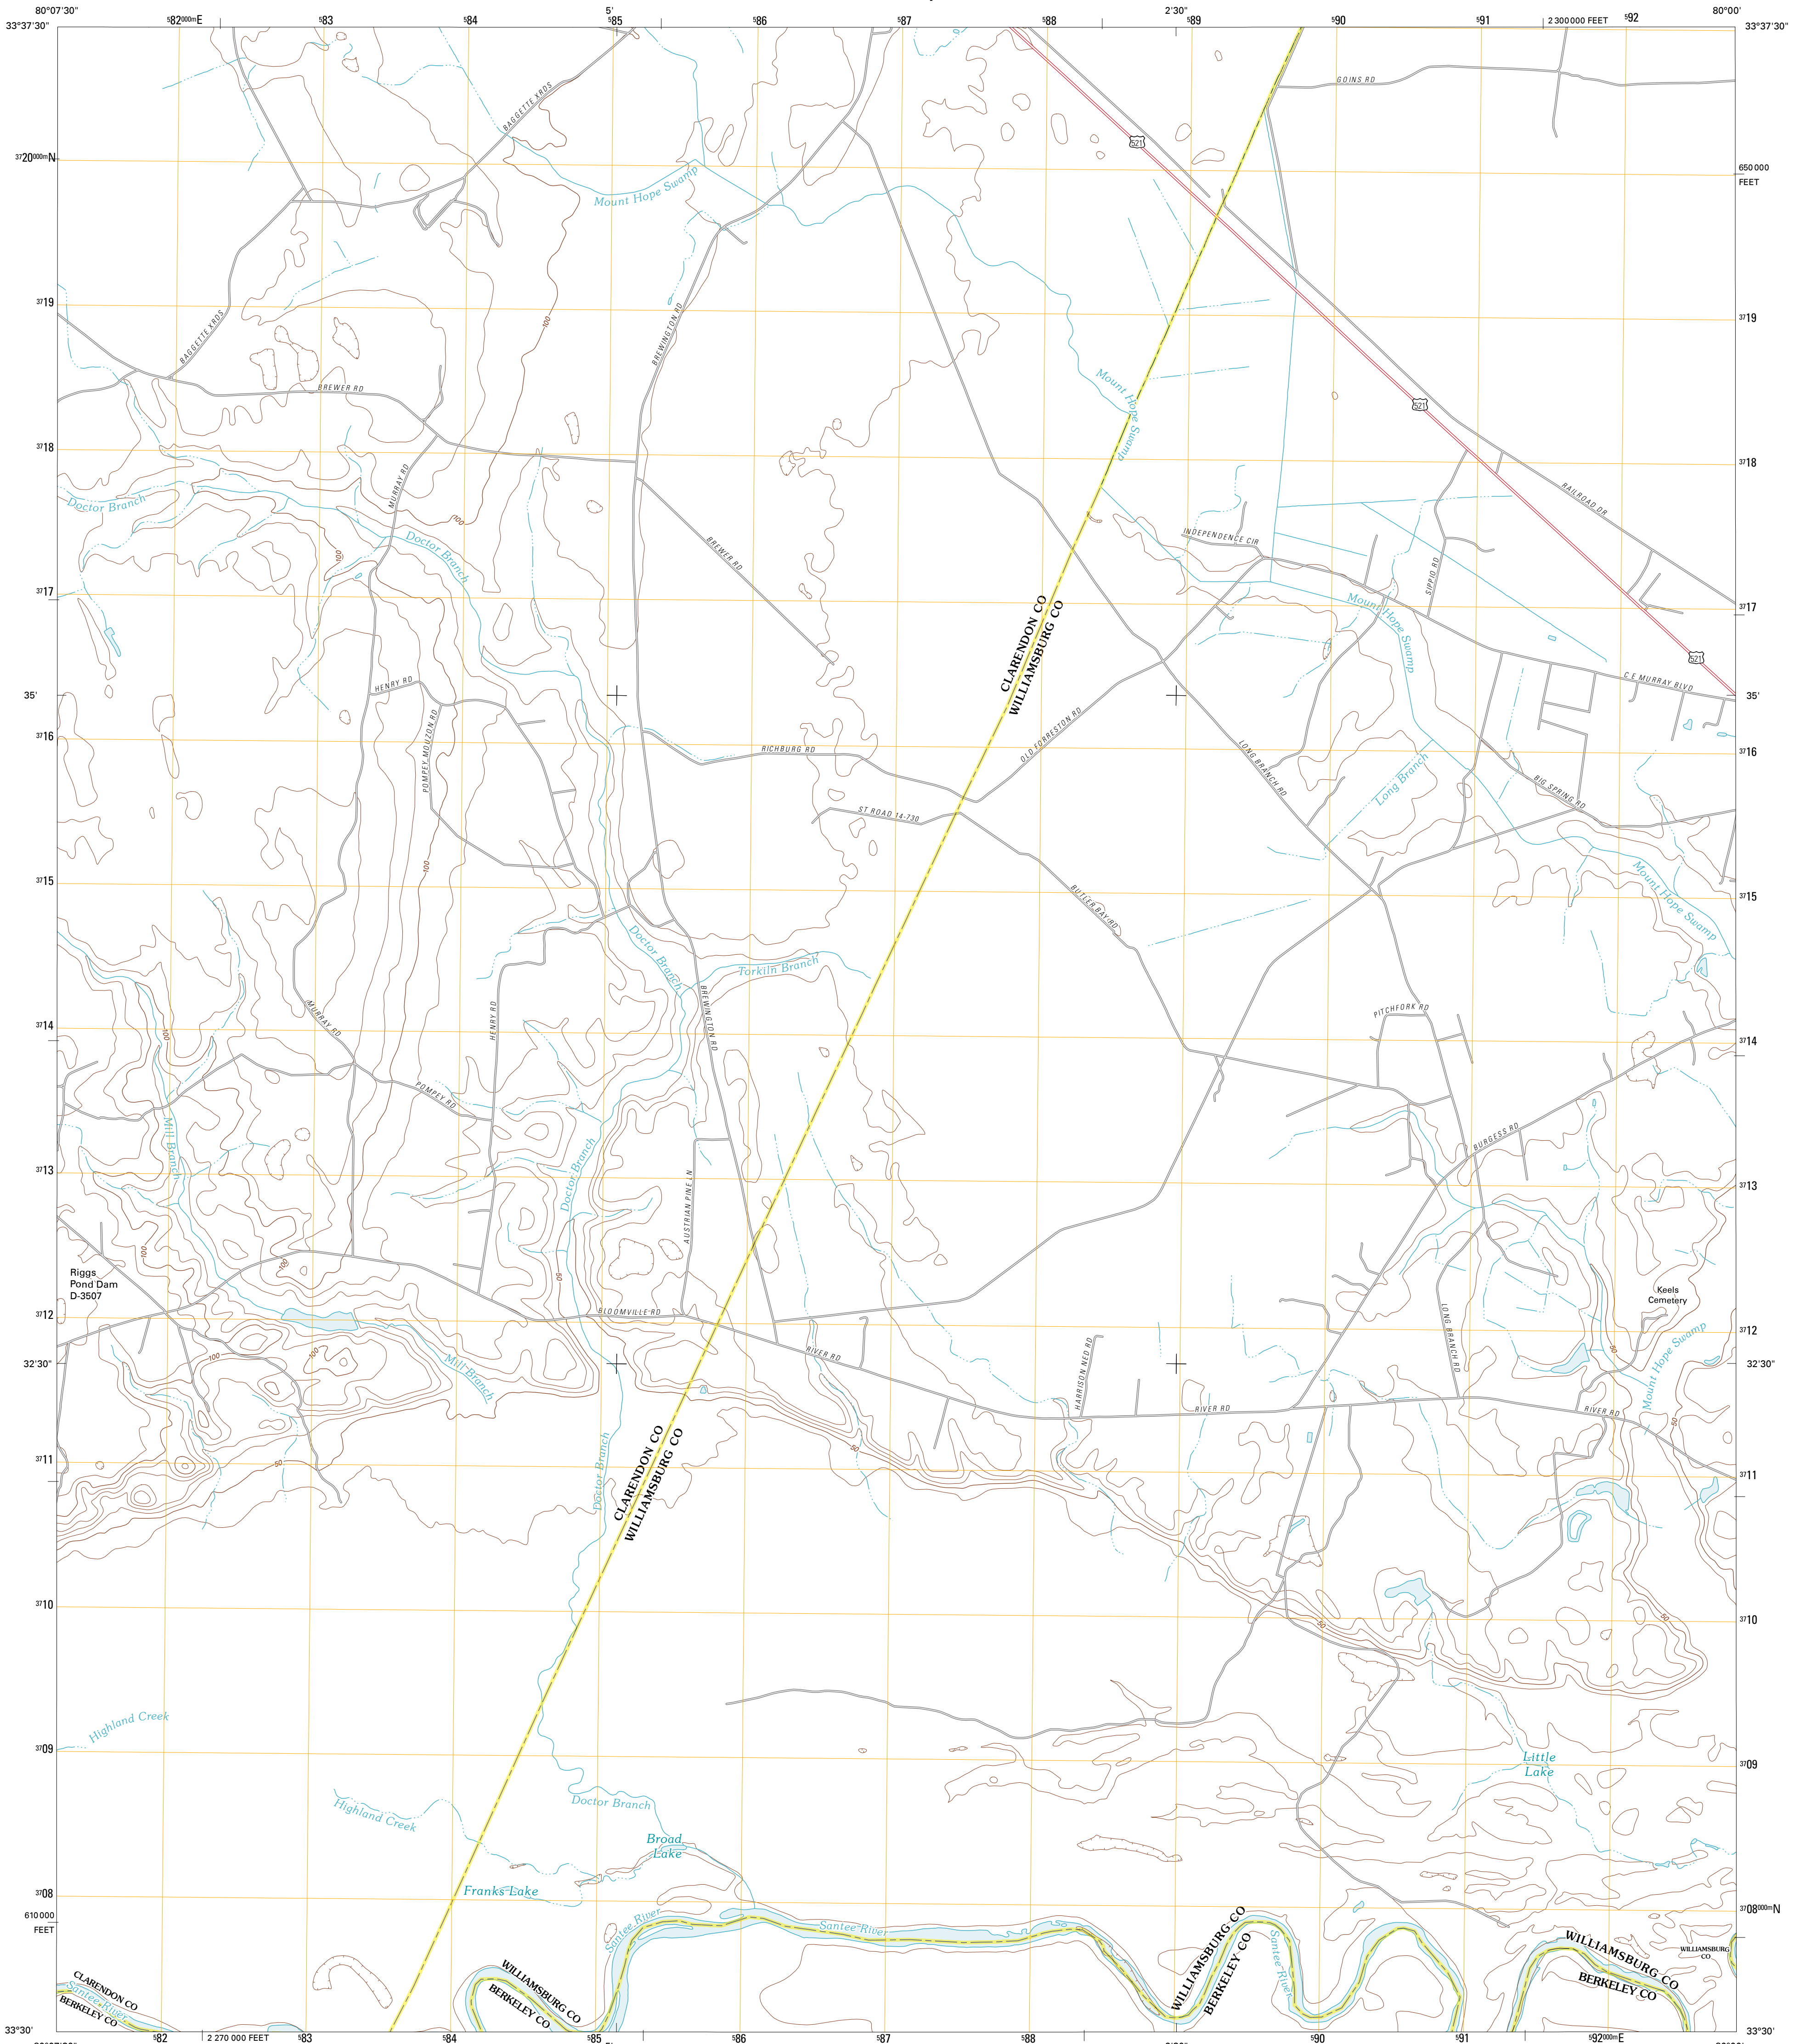 80°07'30"
⁵82⁰⁰⁰ᵐE
⁵83
⁵84
5'
⁵85
⁵86
⁵87
⁵88
2'30"
⁵89
⁵90
⁵91
2 300 000 FEET
⁵92
80°00'
33°37'30"
33°37'30"
GOINS RD
BAGGETTE XRDS
521
³⁷20⁰⁰⁰ᵐN
650 000
FEET
Mount Hope Swamp
³⁷19
³⁷19
BAGGETTE XRDS
BREWINGTON RD
100
BREWER RD
Mount Hope Swamp
521
³⁷18
³⁷18
MURRAY RD
Doctor Branch
100
RAILROAD DR
Doctor Branch
100
BREWER RD
INDEPENDENCE CIR
SIPPIO RD
³⁷17
³⁷17
Mount Hope Swamp
CLARENDON CO
WILLIAMSBURG CO
521
HENRY RD
C E MURRAY BLVD
35'
35'
POMPEY MOUZON RD
³⁷16
³⁷16
RICHBURG RD
OLD FORRESTON RD
LONG BRANCH RD
Long Branch
BIG SPRING RD
ST ROAD 14-730
100
³⁷15
³⁷15
BUTLER BAY RD
Mount Hope Swamp
Doctor Branch
Torkiln Branch
BREWINGTON RD
HENRY RD
MURRAY RD
100
PITCHFORK RD
³⁷14
³⁷14
POMPEY RD
Mill Branch
Doctor Branch
BURGESS RD
³⁷13
³⁷13
AUSTRIAN PINE LN
100
100
50
Riggs
Pond Dam
D-3507
Keels
Cemetery
BLOOMVILLE RD
³⁷12
³⁷12
LONG BRANCH RD
50
Mount Hope Swamp
RIVER RD
HARRISON NED RD
100
100
Mill Branch
32'30"
32'30"
RIVER RD
RIVER RD
50
50
50
³⁷11
³⁷11
Doctor Branch
CLARENDON CO
WILLIAMSBURG CO
³⁷10
³⁷10
50
50
Highland Creek
³⁷09
³⁷09
Little
Lake
Highland Creek
Doctor Branch
Broad
Lake
Franks Lake
³⁷08
³⁷08⁰⁰⁰ᵐN
610 000
FEET
Santee River
Santee River
Santee River
WILLIAMSBURG CO
BERKELEY CO
WILLIAMSBURG CO
BERKELEY CO
WILLIAMSBURG
CO
CLARENDON CO
Santee River
BERKELEY CO
WILLIAMSBURG CO
BERKELEY CO
33°30'
33°30'
⁵82
2 270 000 FEET
⁵83
⁵84
⁵85
⁵86
⁵87
⁵88
⁵90
⁵91
⁵92⁰⁰⁰ᵐE